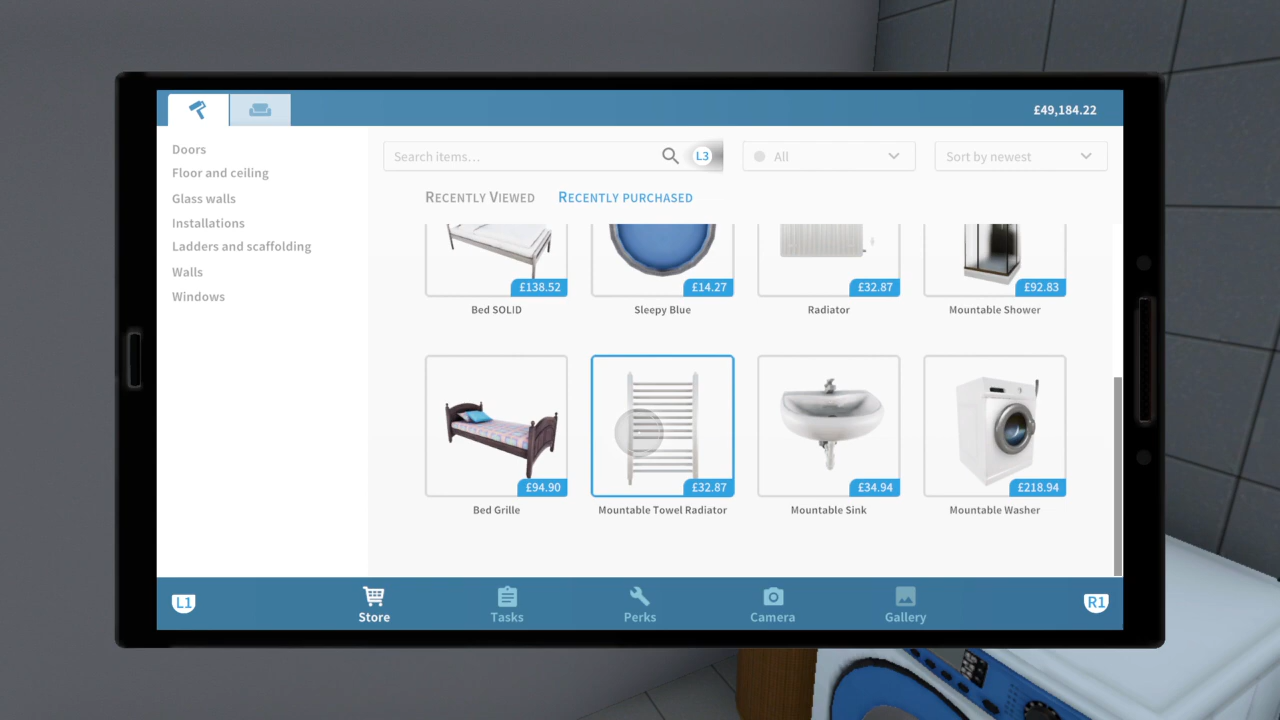 £49,184.22
Doors
Floor and ceiling
Glass walls
Installations
Ladders and scaffolding
Walls
Windows
Search items...
L3
All
Sort by newest
RECENTLY VIEWED
RECENTLY PURCHASED
£138.52
£14.27
£32.87
£92.83
Bed SOLID
Sleepy Blue
Radiator
Mountable Shower
£94.90
£32.87
£34.94
£218.94
Bed Grille
Mountable Towel Radiator
Mountable Sink
Mountable Washer
L1
Store
Tasks
Perks
Camera
Gallery
R1